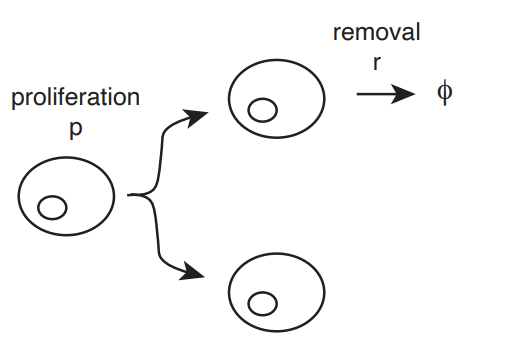 removal
r
ϕ
proliferation
p